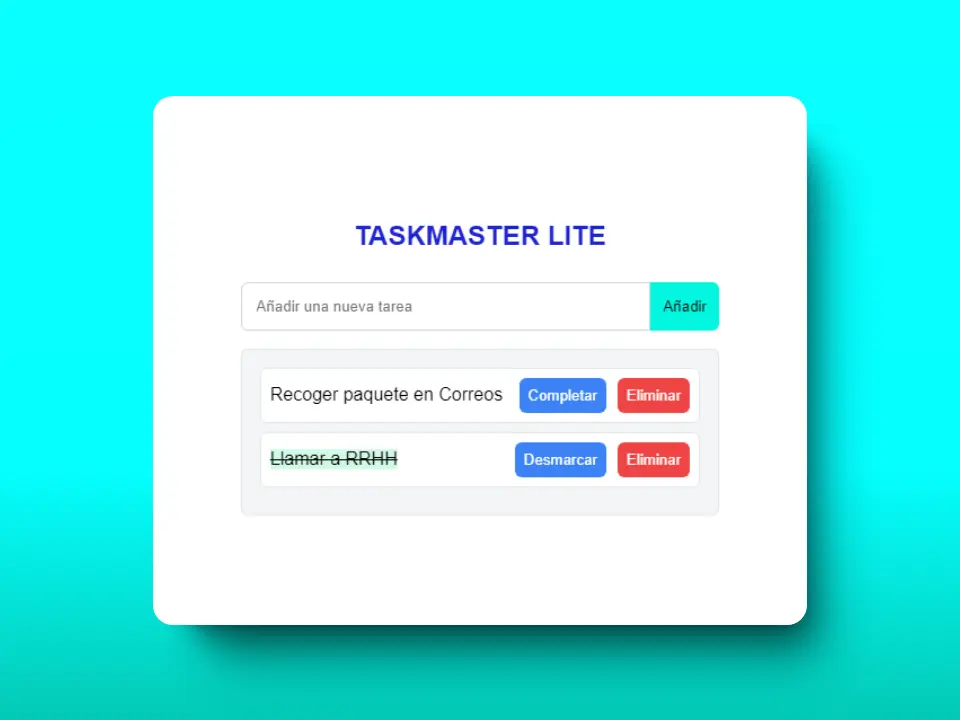 TASKMASTER LITE
Añadir una nueva tarea Añadir
Recoger paquete en Correos Completar Eliminar
Llamar a RRHH Desmarcar Eliminar